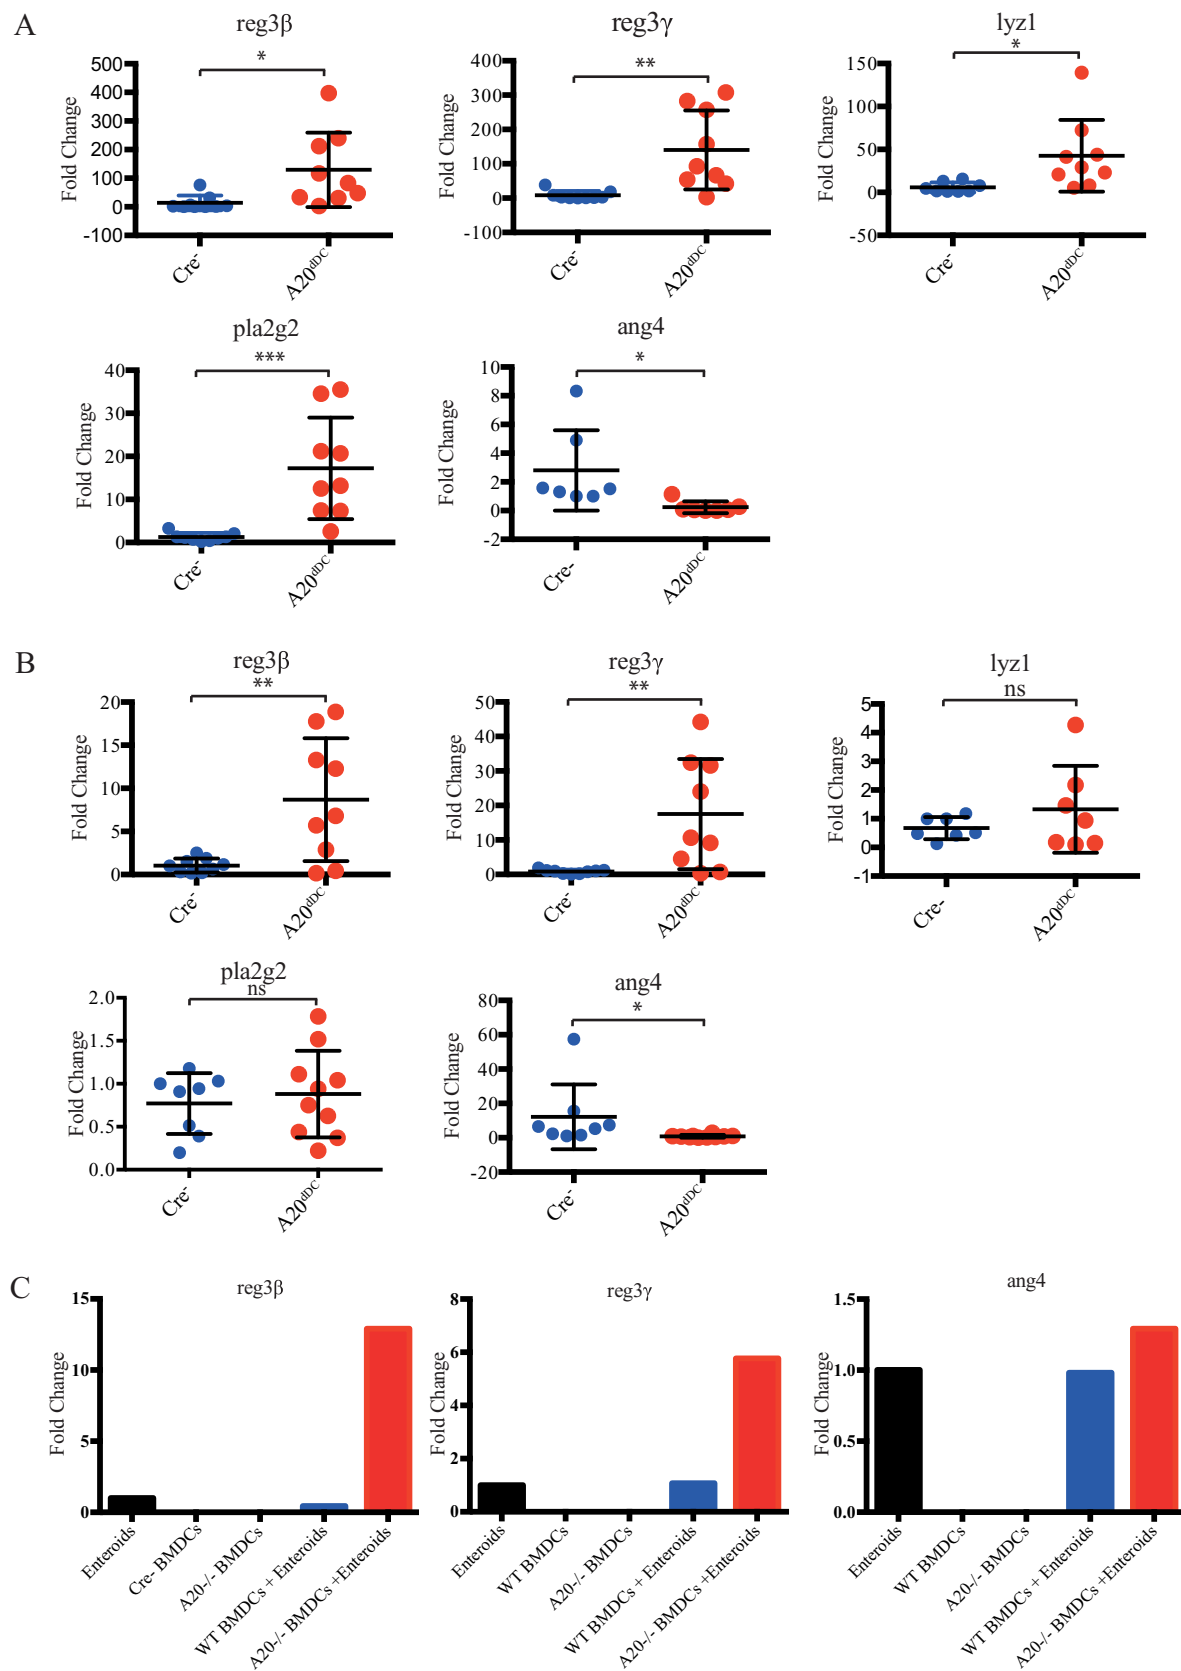 A
reg3β
*
Fold Change
500
400
300
200
100
0
-100
Cre-
A20dDC
reg3γ
**
Fold Change
400
300
200
100
0
-100
Cre-
A20dDC
lyz1
*
Fold Change
150
100
50
0
-50
Cre-
A20dDC
pla2g2
***
Fold Change
40
30
20
10
0
Cre-
A20dDC
ang4
*
Fold Change
10
8
6
4
2
0
-2
Cre-
A20dDC
B
reg3β
**
Fold Change
20
15
10
5
0
Cre-
A20dDC
reg3γ
**
Fold Change
50
40
30
20
10
0
Cre-
A20dDC
lyz1
ns
Fold Change
5
4
3
2
1
0
-1
Cre-
A20dDC
pla2g2
ns
Fold Change
2.0
1.5
1.0
0.5
0.0
Cre-
A20dDC
ang4
*
Fold Change
80
60
40
20
0
-20
Cre-
A20dDC
C
reg3β
Fold Change
15
10
5
0
Enteroids
Cre- BMDCs
A20-/- BMDCs
WT BMDCs + Enteroids
A20-/- BMDCs +Enteroids
reg3γ
Fold Change
8
6
4
2
0
Enteroids
WT BMDCs
A20-/- BMDCs
WT BMDCs + Enteroids
A20-/- BMDCs +Enteroids
ang4
Fold Change
1.5
1.0
0.5
0.0
Enteroids
WT BMDCs
A20-/- BMDCs
WT BMDCs + Enteroids
A20-/- BMDCs +Enteroids